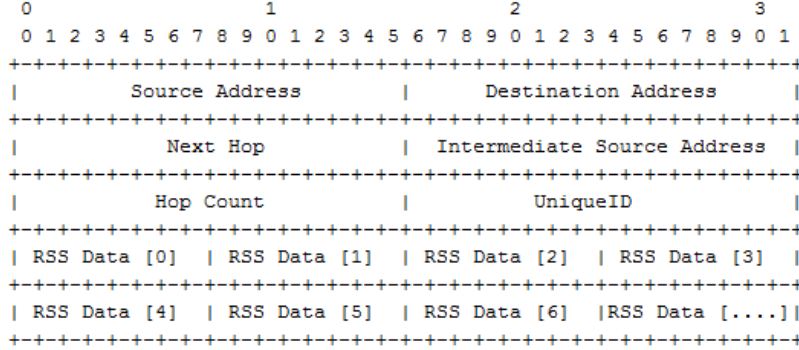 0                   1                   2                   3
0 1 2 3 4 5 6 7 8 9 0 1 2 3 4 5 6 7 8 9 0 1 2 3 4 5 6 7 8 9 0 1
+-+-+-+-+-+-+-+-+-+-+-+-+-+-+-+-+-+-+-+-+-+-+-+-+-+-+-+-+-+-+-+-+
| Source Address | Destination Address |
+-+-+-+-+-+-+-+-+-+-+-+-+-+-+-+-+-+-+-+-+-+-+-+-+-+-+-+-+-+-+-+-+
| Next Hop | Intermediate Source Address |
+-+-+-+-+-+-+-+-+-+-+-+-+-+-+-+-+-+-+-+-+-+-+-+-+-+-+-+-+-+-+-+-+
| Hop Count | UniqueID |
+-+-+-+-+-+-+-+-+-+-+-+-+-+-+-+-+-+-+-+-+-+-+-+-+-+-+-+-+-+-+-+-+
| RSS Data [0] | RSS Data [1] | RSS Data [2] | RSS Data [3] |
+-+-+-+-+-+-+-+-+-+-+-+-+-+-+-+-+-+-+-+-+-+-+-+-+-+-+-+-+-+-+-+-+
| RSS Data [4] | RSS Data [5] | RSS Data [6] |RSS Data [....]|
+-+-+-+-+-+-+-+-+-+-+-+-+-+-+-+-+-+-+-+-+-+-+-+-+-+-+-+-+-+-+-+-+